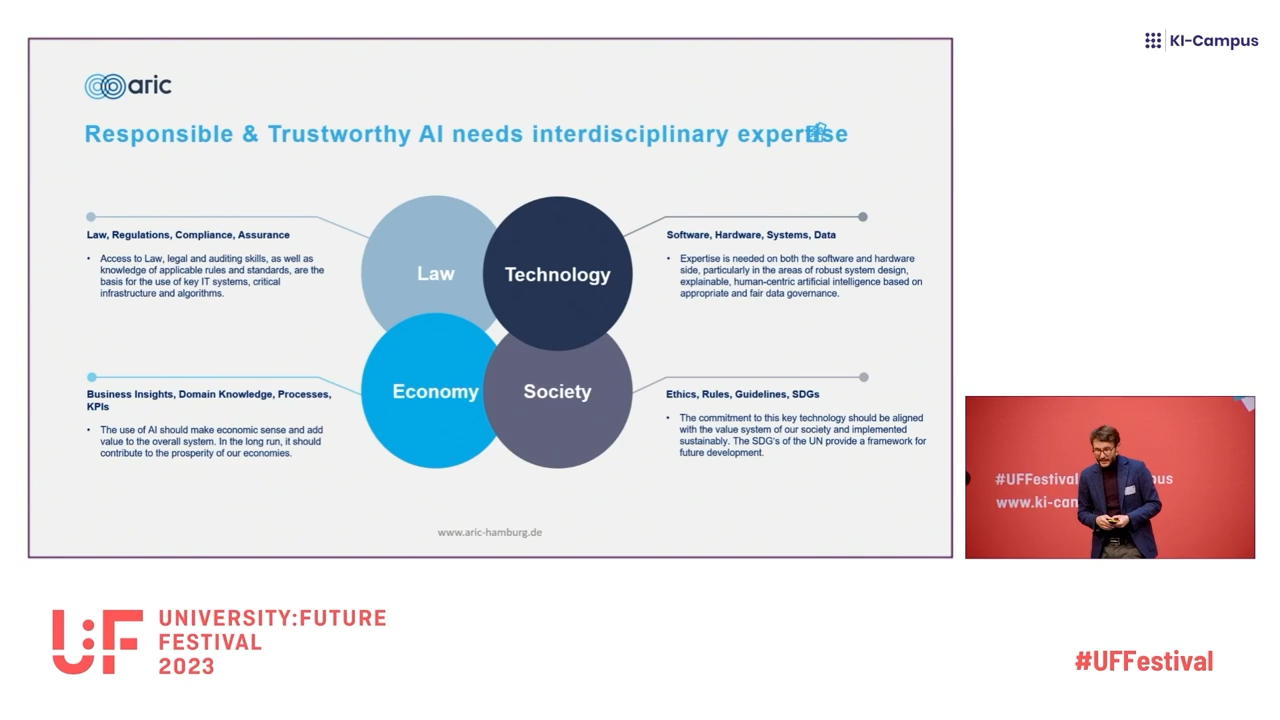 KI-Campus
aric
Responsible & Trustworthy AI needs interdisciplinary expertise
Law, Regulations, Compliance, Assurance
• Access to Law, legal and auditing skills, as well as
knowledge of applicable rules and standards, are the
basis for the use of key IT systems, critical
infrastructure and algorithms.
Law
Technology
Software, Hardware, Systems, Data
• Expertise is needed on both the software and hardware
side, particularly in the areas of robust system design,
explainable, human-centric artificial intelligence based on
appropriate and fair data governance.
Business Insights, Domain Knowledge, Processes,
KPIs
• The use of AI should make economic sense and add
value to the overall system. In the long run, it should
contribute to the prosperity of our economies.
Economy
Society
Ethics, Rules, Guidelines, SDGs
• The commitment to this key technology should be aligned
with the value system of our society and implemented
sustainably. The SDG's of the UN provide a framework for
future development.
www.aric-hamburg.de
#UFFestival pus
www.ki-cam
U:F
UNIVERSITY:FUTURE
FESTIVAL
2023
#UFFestival